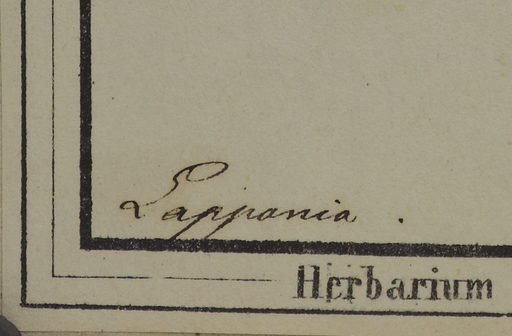 Lapponia .
Herbarium